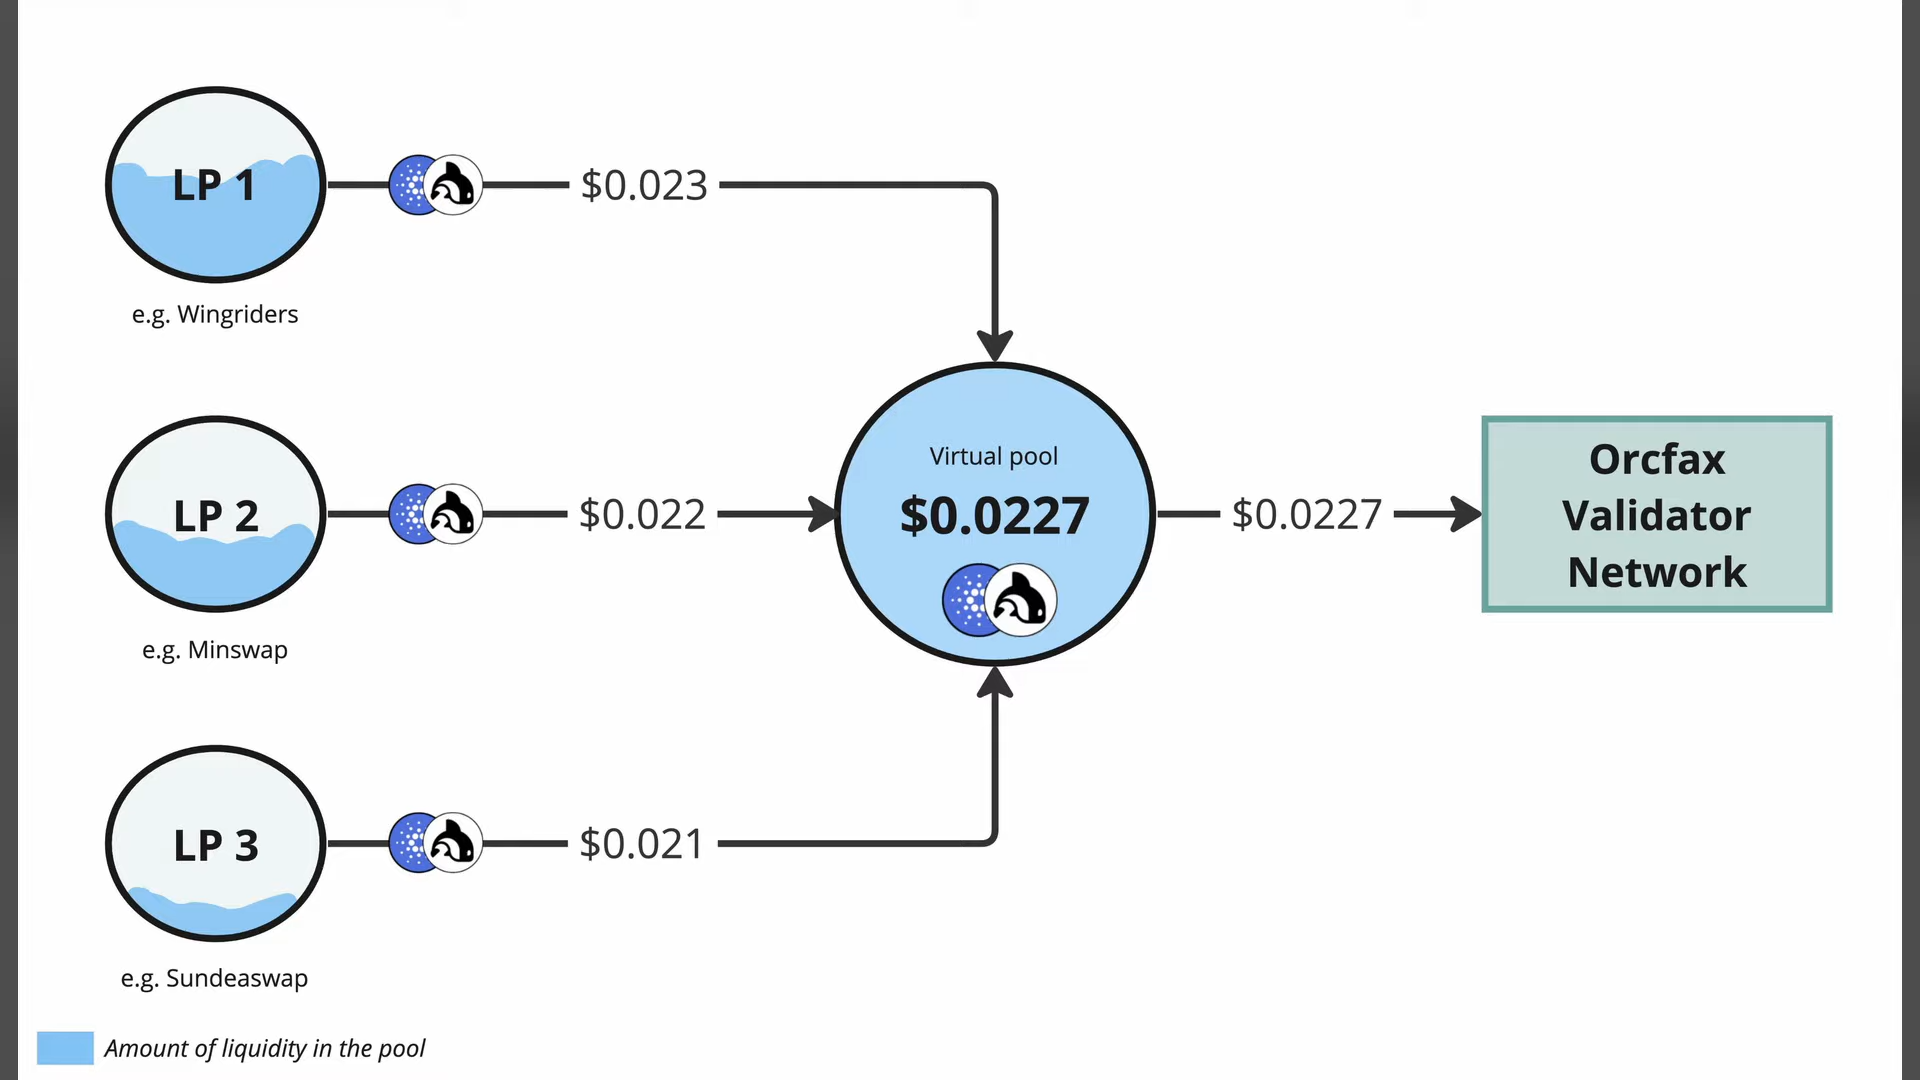 LP 1
$0.023
e.g. Wingriders
LP 2
$0.022
e.g. Minswap
Virtual pool
$0.0227
$0.0227
Orcfax
Validator
Network
LP 3
$0.021
e.g. Sundeaswap
Amount of liquidity in the pool